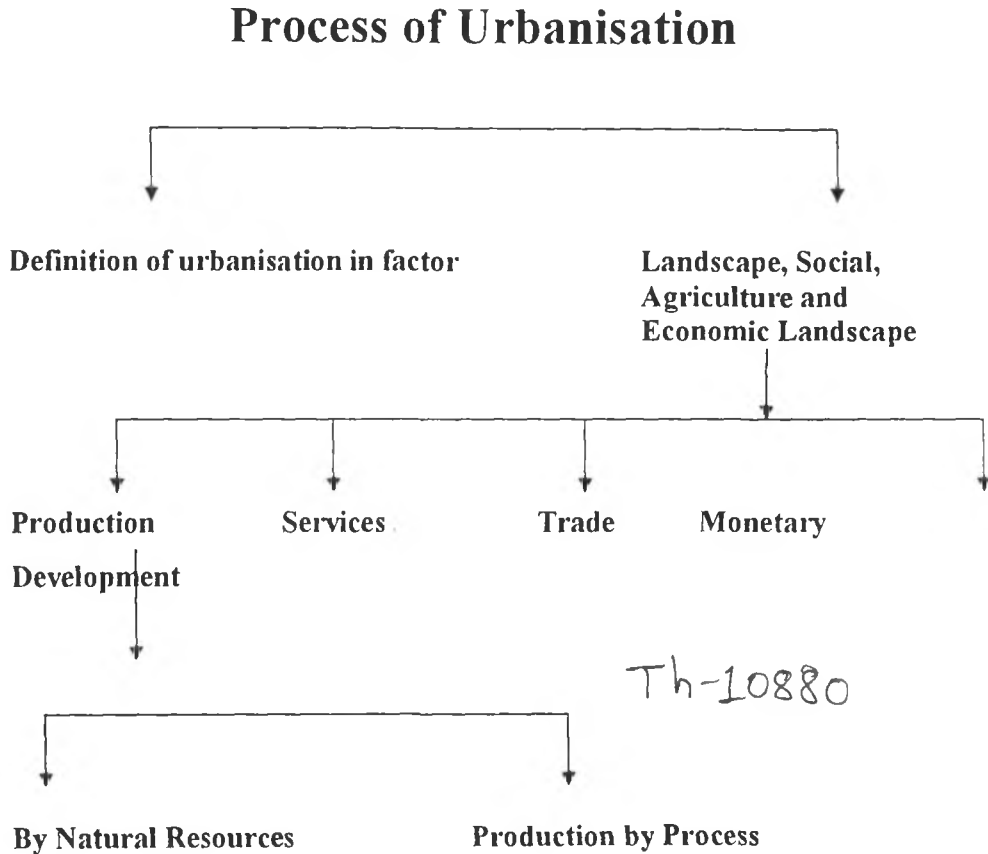 Process of Urbanisation
Definition of urbanisation in factor
Landscape, Social,
Agriculture and
Economic Landscape
Production Services Trade Monetary
Development
Th-10880
By Natural Resources Production by Process